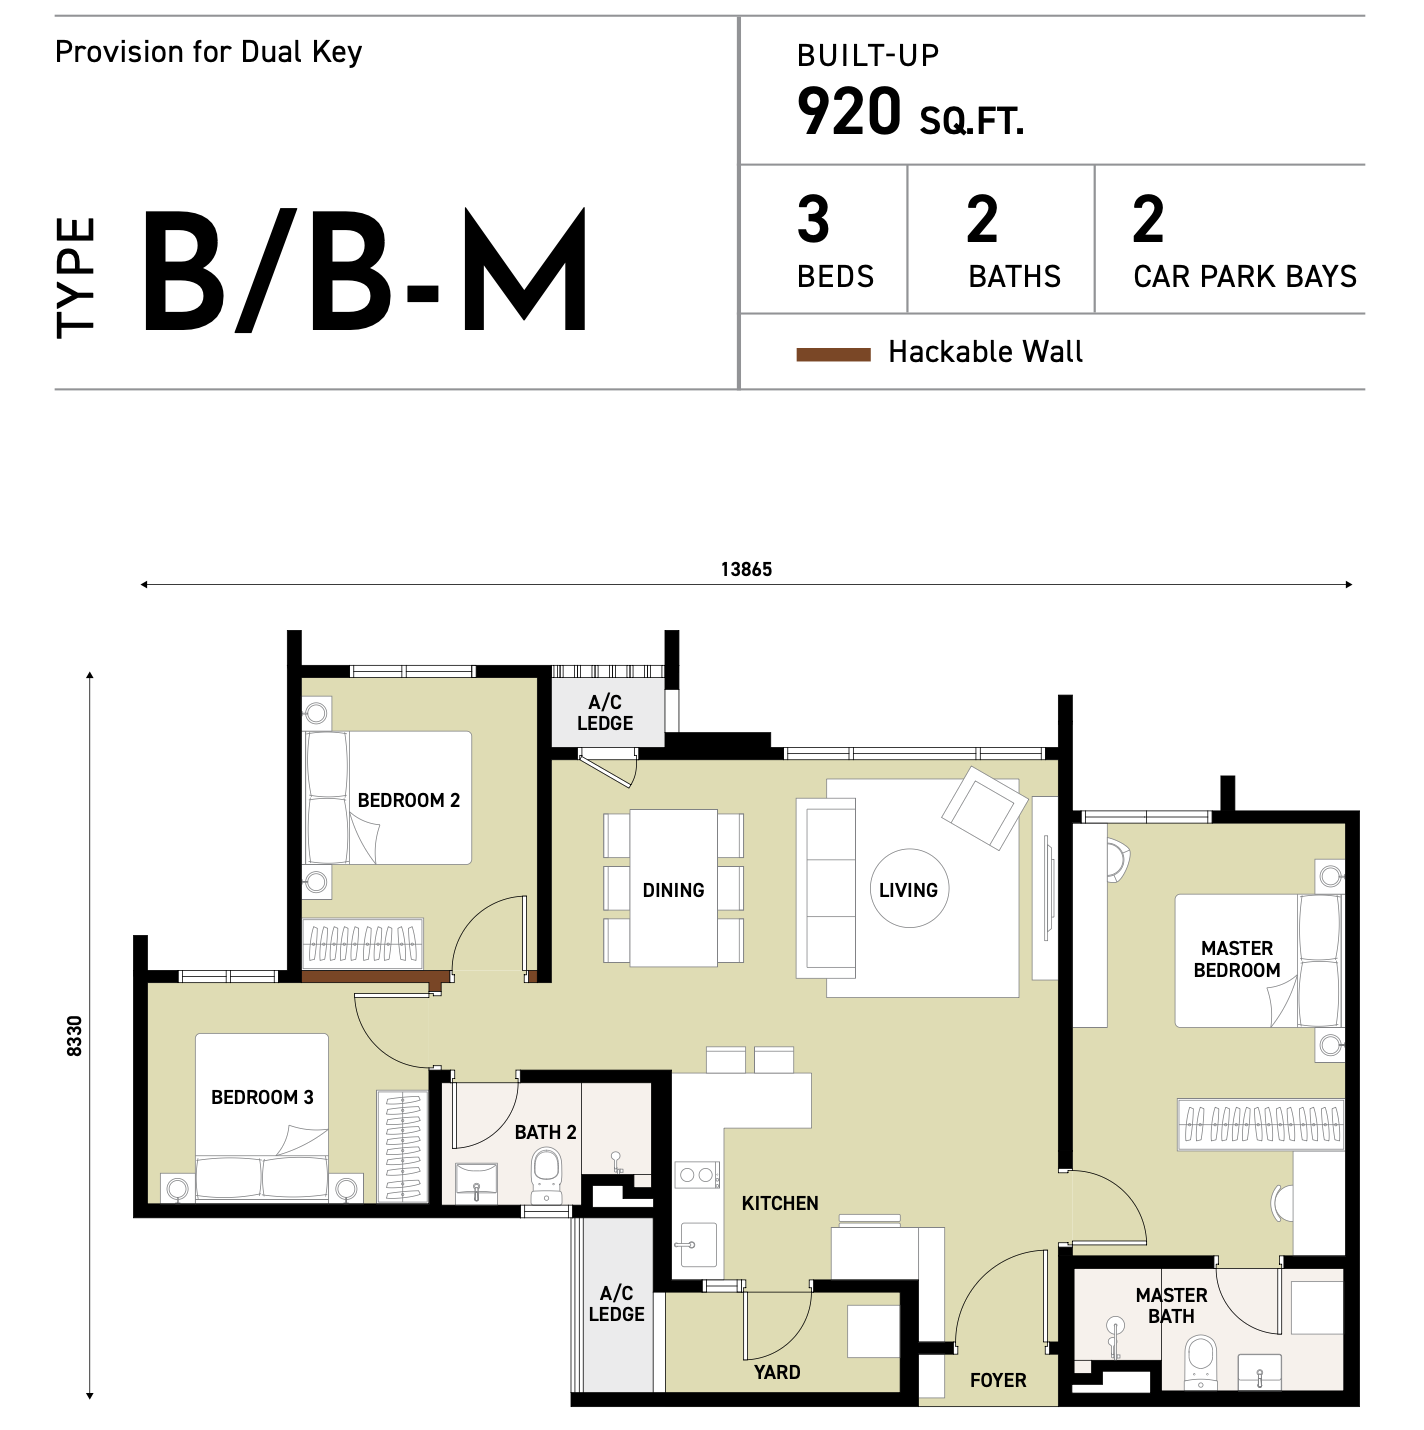 Provision for Dual Key
TYPE
B/B-M
BUILT-UP
920 SQ.FT.
3
BEDS
2
BATHS
2
CAR PARK BAYS
Hackable Wall
13865
8330
A/C
LEDGE
BEDROOM 2
DINING
LIVING
MASTER
BEDROOM
BEDROOM 3
BATH 2
KITCHEN
A/C
LEDGE
MASTER
BATH
YARD
FOYER